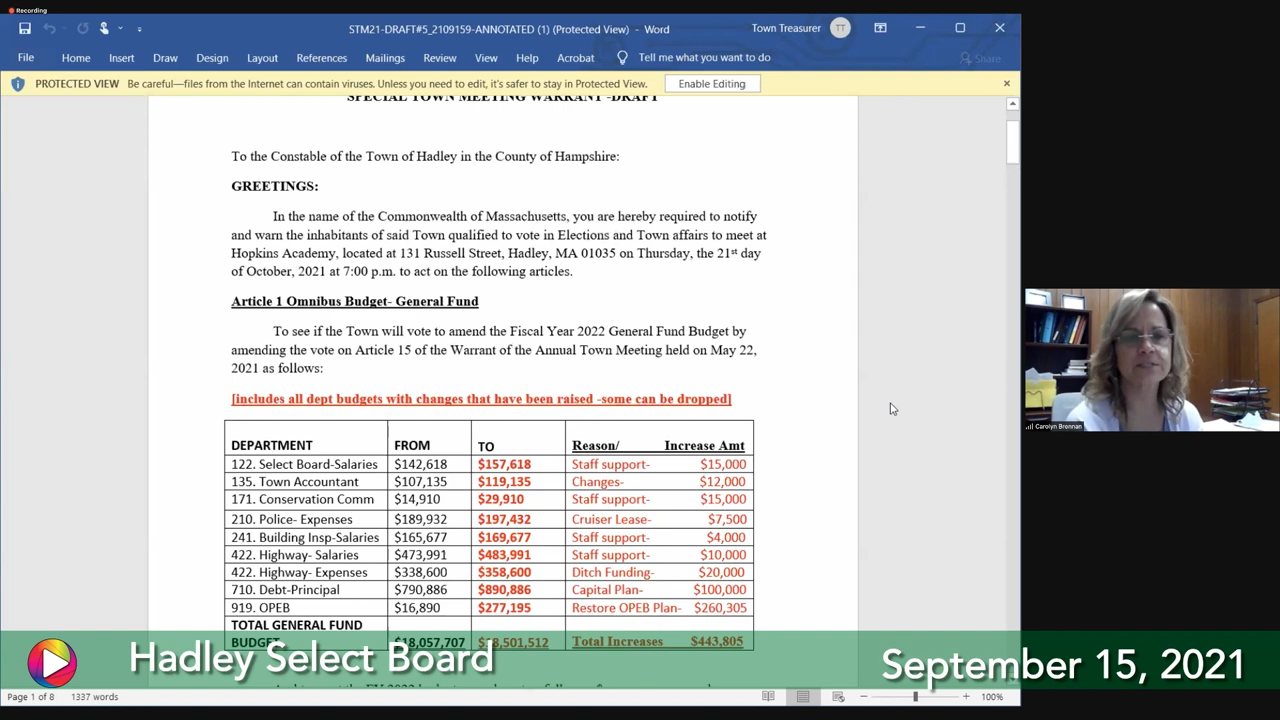 Recording
STM21-DRAFT#5_2109159-ANNOTATED (1) (Protected View) - Word
Town Treasurer
TT
File Home Insert Draw Design Layout References Mailings Review View Help Acrobat Tell me what you want to do
Share
PROTECTED VIEW Be careful—files from the Internet can contain viruses. Unless you need to edit, it's safer to stay in Protected View. Enable Editing
SPECIAL TOWN MEETING WARRANT -DRAFT
To the Constable of the Town of Hadley in the County of Hampshire:
GREETINGS:
In the name of the Commonwealth of Massachusetts, you are hereby required to notify
and warn the inhabitants of said Town qualified to vote in Elections and Town affairs to meet at
Hopkins Academy, located at 131 Russell Street, Hadley, MA 01035 on Thursday, the 21st day
of October, 2021 at 7:00 p.m. to act on the following articles.
Article 1 Omnibus Budget- General Fund
To see if the Town will vote to amend the Fiscal Year 2022 General Fund Budget by
amending the vote on Article 15 of the Warrant of the Annual Town Meeting held on May 22,
2021 as follows:
[includes all dept budgets with changes that have been raised -some can be dropped]
DEPARTMENT FROM TO Reason/ Increase Amt
122. Select Board-Salaries $142,618 $157,618 Staff support- $15,000
135. Town Accountant $107,135 $119,135 Changes- $12,000
171. Conservation Comm $14,910 $29,910 Staff support- $15,000
210. Police- Expenses $189,932 $197,432 Cruiser Lease- $7,500
241. Building Insp-Salaries $165,677 $169,677 Staff support- $4,000
422. Highway- Salaries $473,991 $483,991 Staff support- $10,000
422. Highway- Expenses $338,600 $358,600 Ditch Funding- $20,000
710. Debt-Principal $790,886 $890,886 Capital Plan- $100,000
919. OPEB $16,890 $277,195 Restore OPEB Plan- $260,305
TOTAL GENERAL FUND
BUDGET $18,057,707 $18,501,512 Total Increases $443,805
Carolyn Brennan
Hadley Select Board
September 15, 2021
Page 1 of 8 1337 words
100%